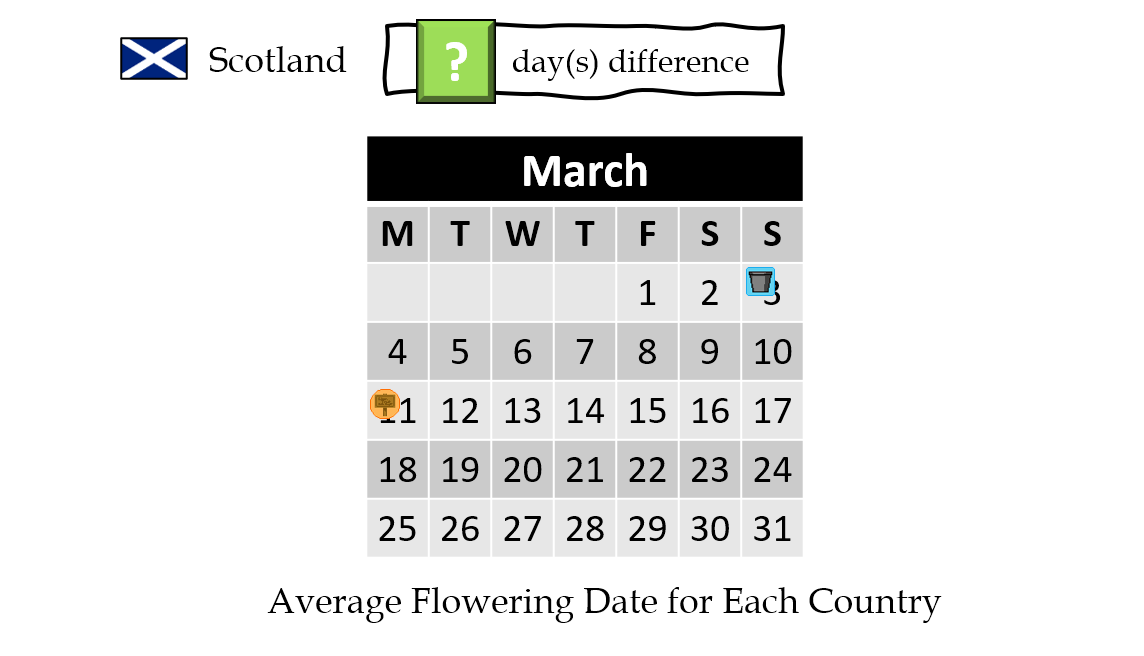 Scotland ? day(s) difference
March
M T W T F S S
1 2 3
4 5 6 7 8 9 10
11 12 13 14 15 16 17
18 19 20 21 22 23 24
25 26 27 28 29 30 31
Average Flowering Date for Each Country